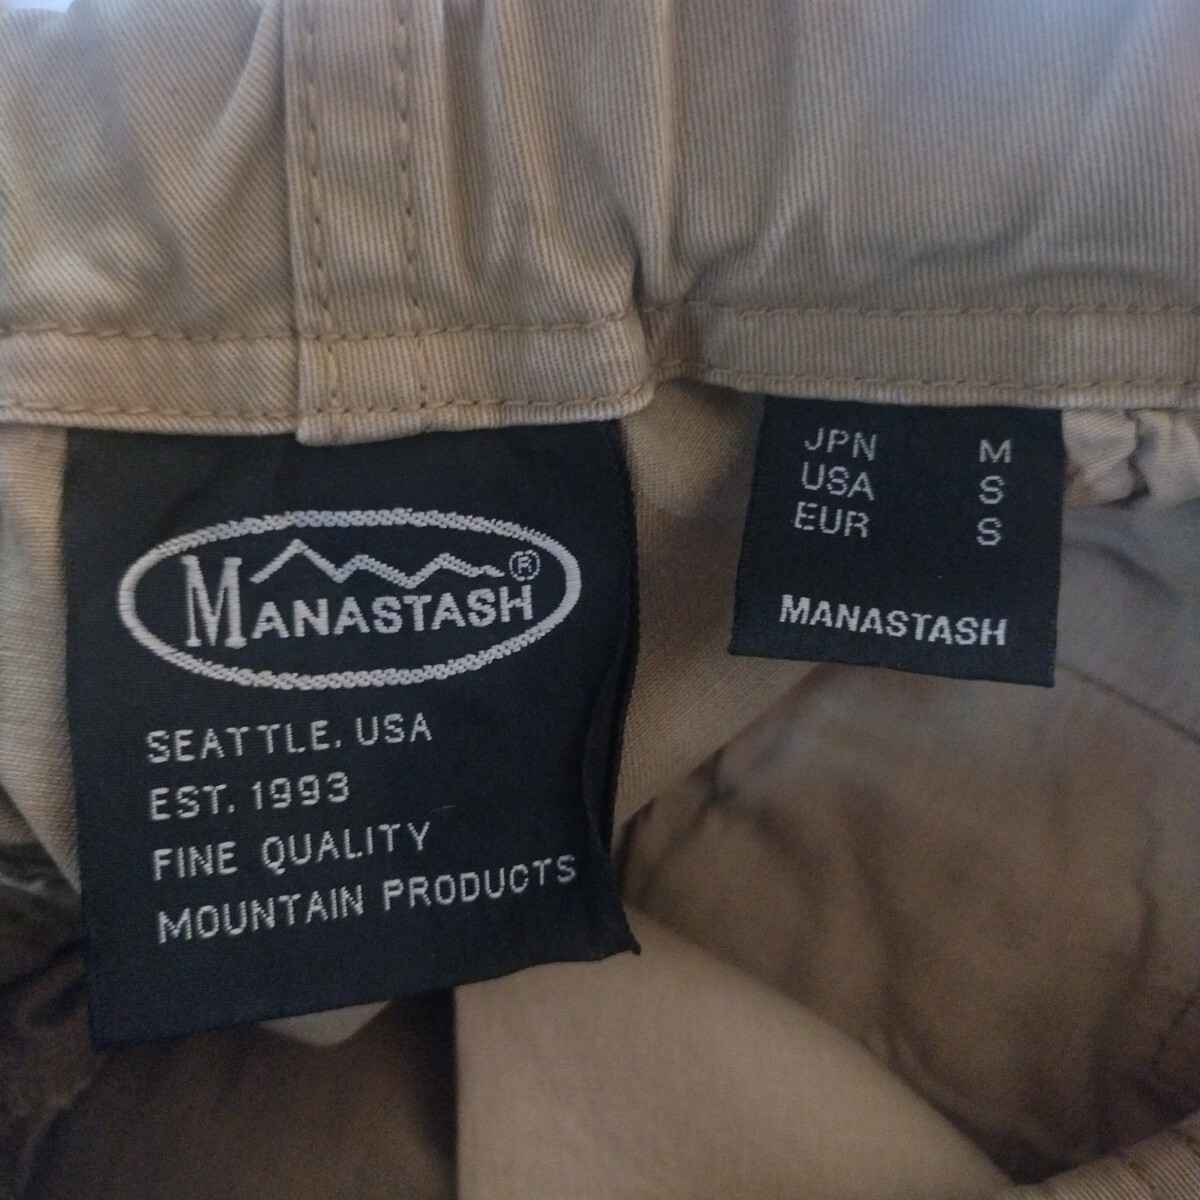 MANASTASH®
SEATTLE, USA
EST. 1993
FINE QUALITY
MOUNTAIN PRODUCTS
JPN M
USA S
EUR S
MANASTASH